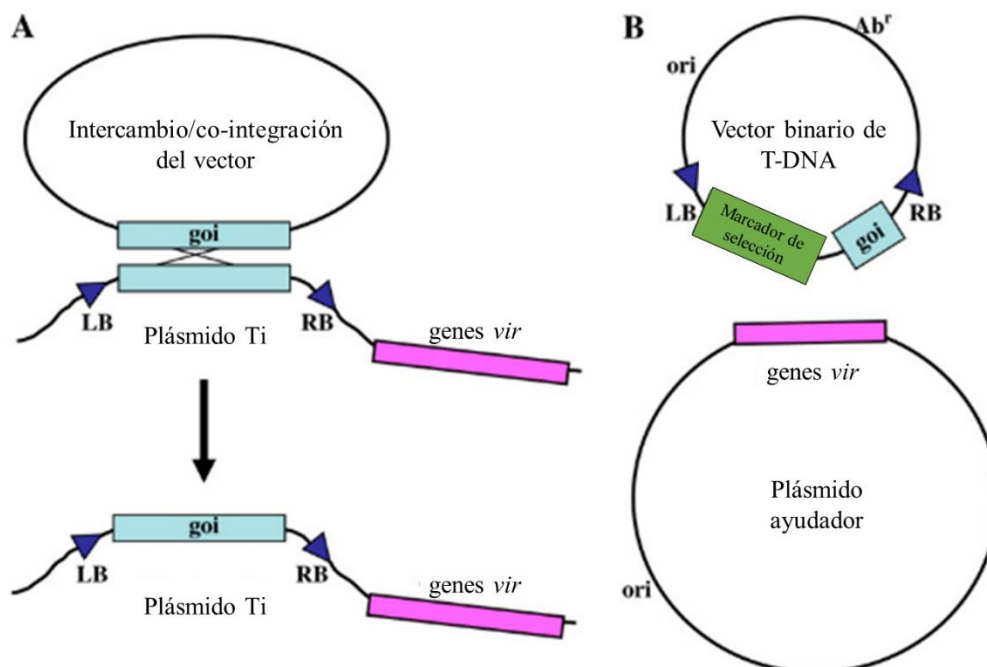 A
Intercambio/co-integración
del vector
goi
LB
RB
Plásmido Ti
genes vir
goi
LB
RB
Plásmido Ti
genes vir
B
Abʳ
ori
Vector binario de
T-DNA
LB
RB
Marcador de
selección
goi
genes vir
Plásmido
ayudador
ori